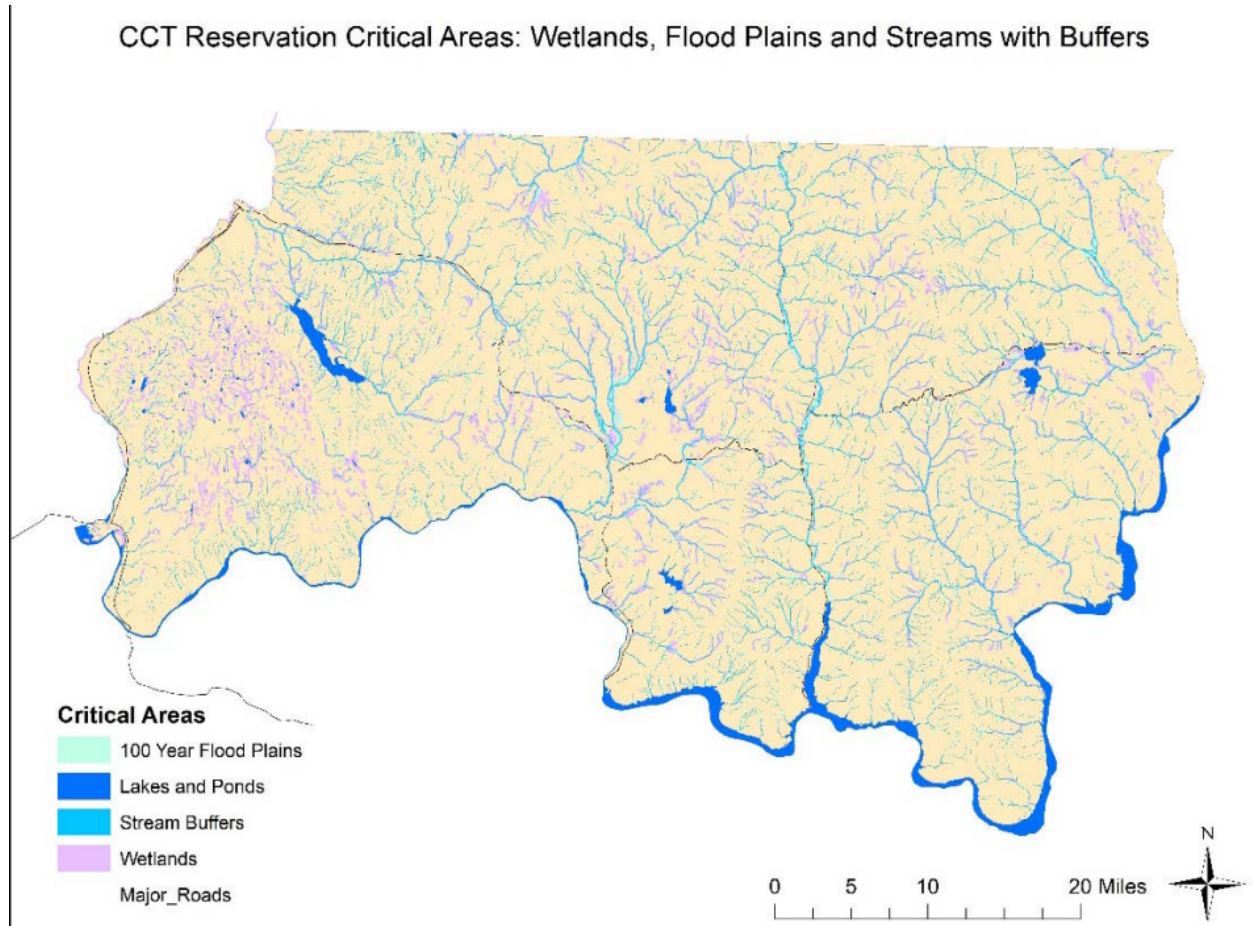 CCT Reservation Critical Areas: Wetlands, Flood Plains and Streams with Buffers
Critical Areas
100 Year Flood Plains
Lakes and Ponds
Stream Buffers
Wetlands
Major_Roads
N
0 5 10 20 Miles